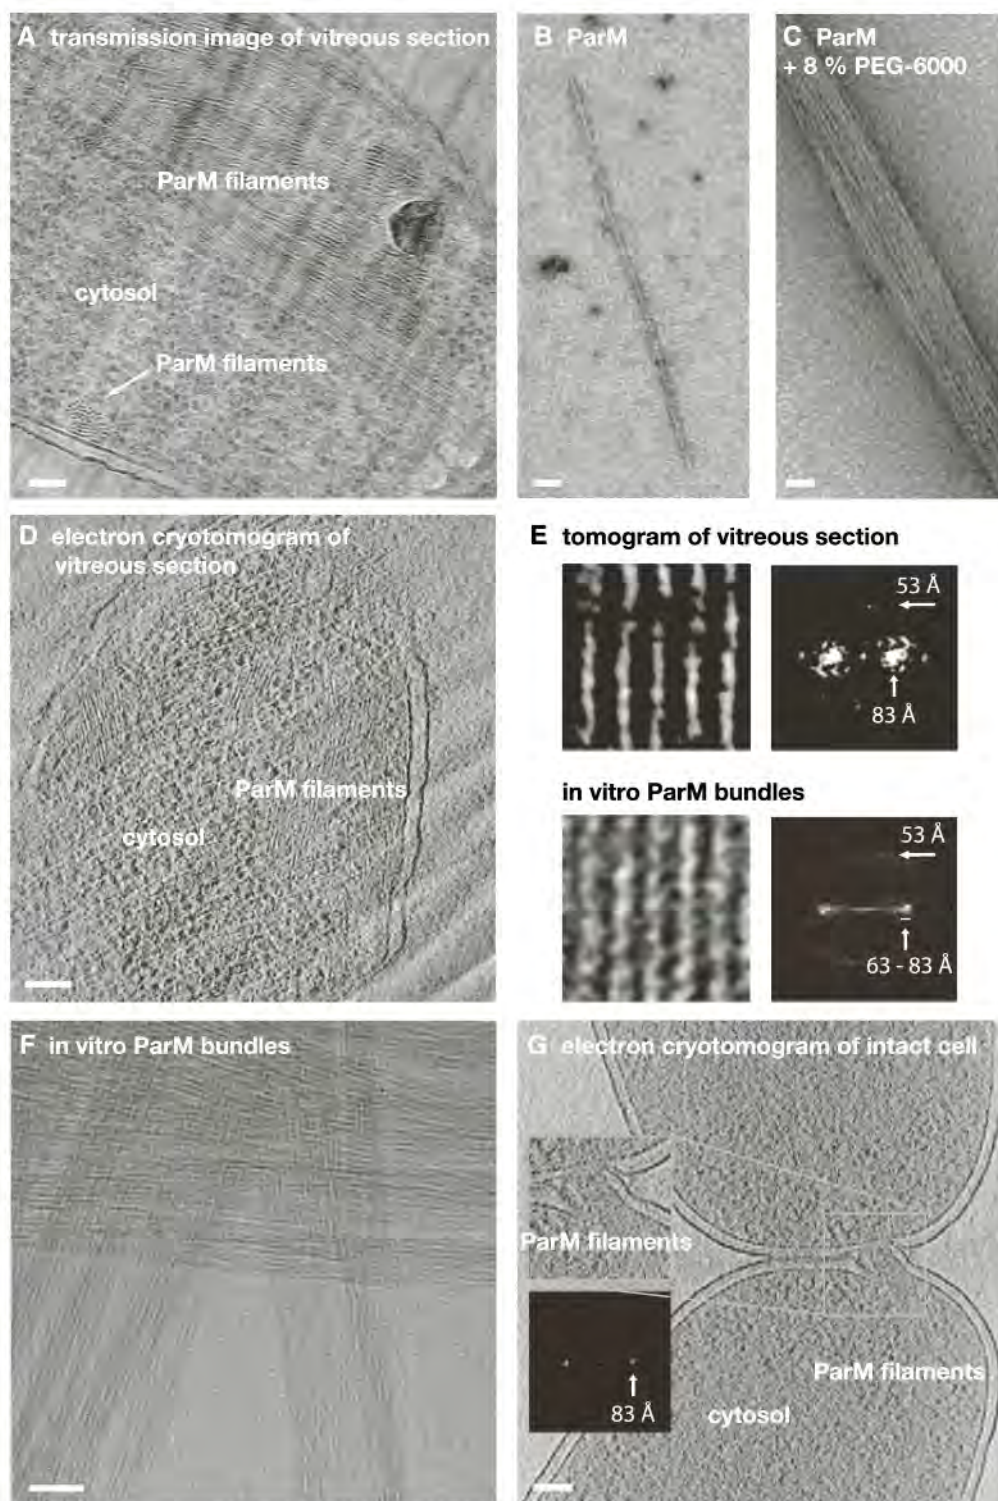 A transmission image of vitreous section
ParM filaments
cytosol
ParM filaments
B ParM
C ParM
+ 8 % PEG-6000
D electron cryotomogram of
vitreous section
ParM filaments
cytosol
E tomogram of vitreous section
53 Å
83 Å
in vitro ParM bundles
53 Å
63 - 83 Å
F in vitro ParM bundles
G electron cryotomogram of intact cell
ParM filaments
83 Å
ParM filaments
cytosol